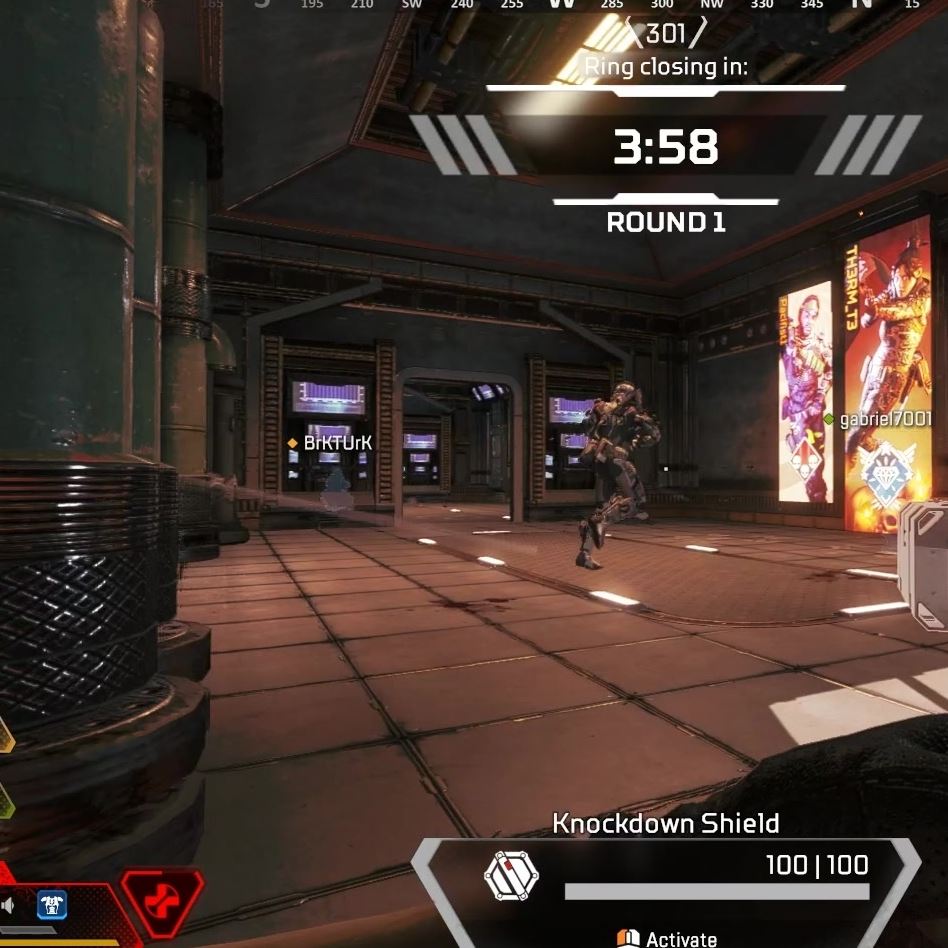 165 S 195 210 SW 240 255 W 285 300 NW 330 345 N 15
301
Ring closing in:
3:58
ROUND 1
TH3RM_T3
BrKTUrK
gabriel7001
Knockdown Shield
100 | 100
Activate